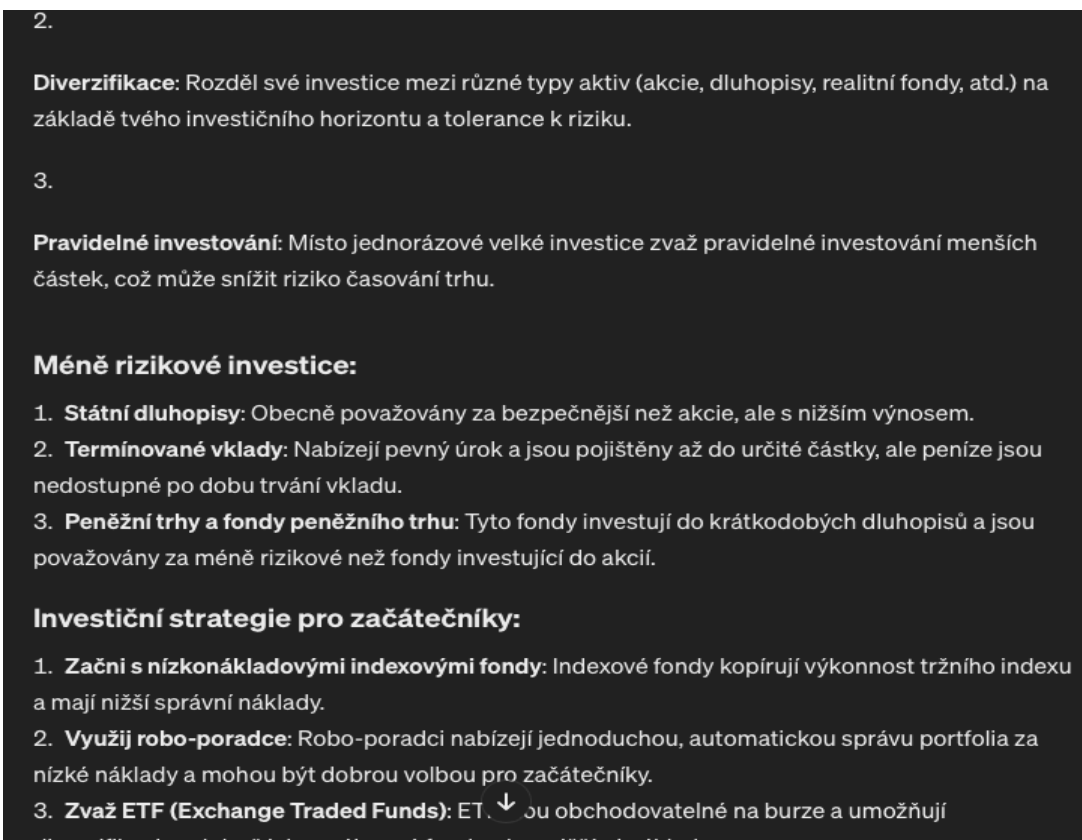 2.
Diverzifikace: Rozděl své investice mezi různé typy aktiv (akcie, dluhopisy, realitní fondy, atd.) na
základě tvého investičního horizontu a tolerance k riziku.
3.
Pravidelné investování: Místo jednorázové velké investice zvaž pravidelné investování menších
částek, což může snížit riziko časování trhu.
Méně rizikové investice:
1. Státní dluhopisy: Obecně považovány za bezpečnější než akcie, ale s nižším výnosem.
2. Termínované vklady: Nabízejí pevný úrok a jsou pojištěny až do určité částky, ale peníze jsou
nedostupné po dobu trvání vkladu.
3. Peněžní trhy a fondy peněžního trhu: Tyto fondy investují do krátkodobých dluhopisů a jsou
považovány za méně rizikové než fondy investující do akcií.
Investiční strategie pro začátečníky:
1. Začni s nízkonákladovými indexovými fondy: Indexové fondy kopírují výkonnost tržního indexu
a mají nižší správní náklady.
2. Využij robo-poradce: Robo-poradci nabízejí jednoduchou, automatickou správu portfolia za
nízké náklady a mohou být dobrou volbou pro začátečníky.
3. Zvaž ETF (Exchange Traded Funds): obchodovatelné na burze a umožňují